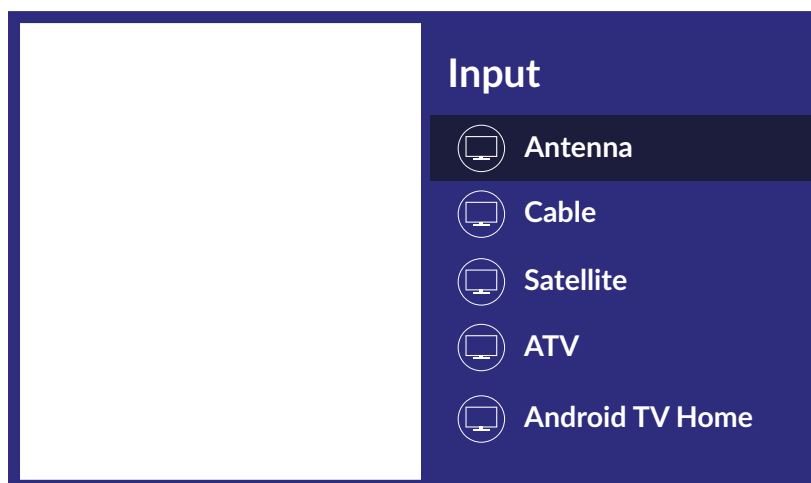 Input
Antenna
Cable
Satellite
ATV
Android TV Home